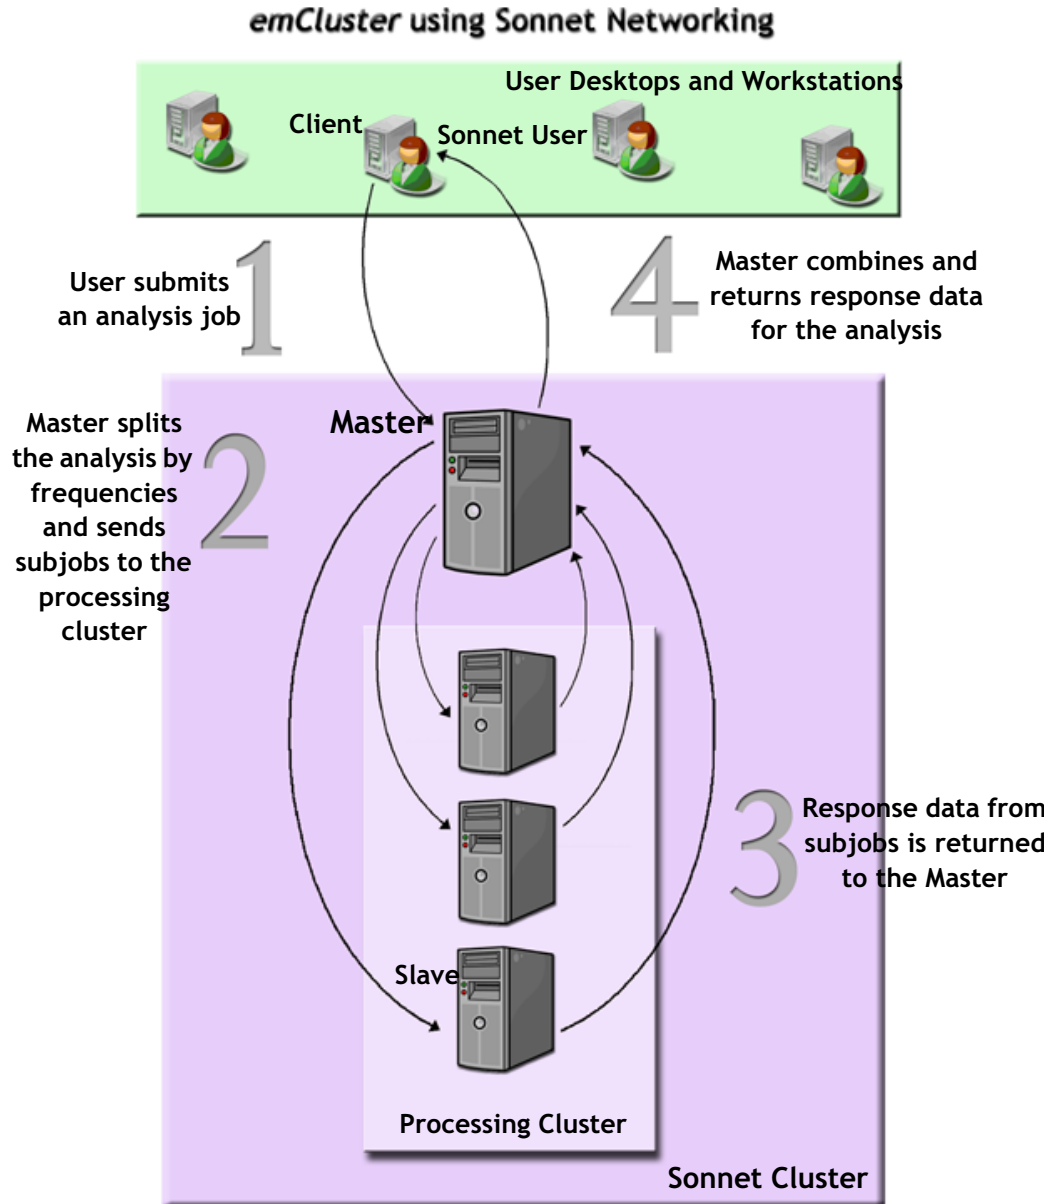 emCluster using Sonnet Networking
User Desktops and Workstations
Client
Sonnet User
1
User submits
an analysis job
4
Master combines and
returns response data
for the analysis
Master
2
Master splits
the analysis by
frequencies
and sends
subjobs to the
processing
cluster
3
Response data from
subjobs is returned
to the Master
Slave
Processing Cluster
Sonnet Cluster